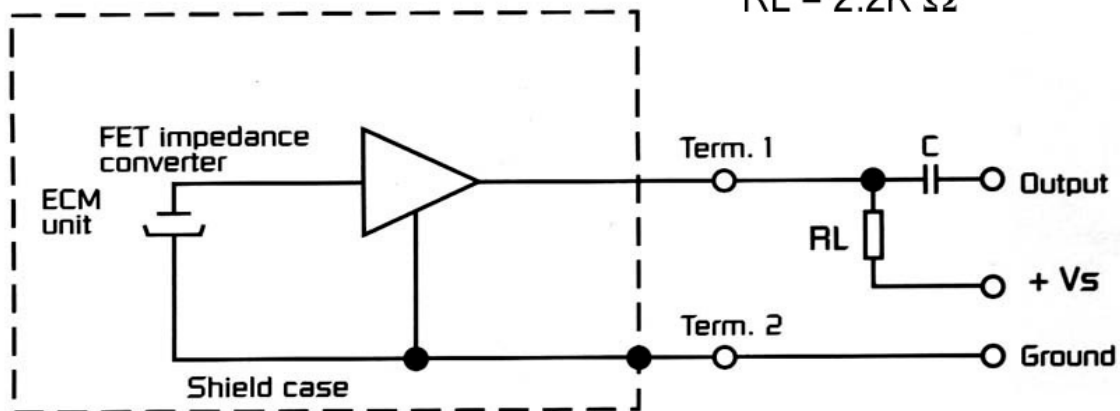 RL = 2.2K Ω
FET impedance
converter
ECM
unit
Term. 1
C
Output
RL
+ Vs
Term. 2
Ground
Shield case